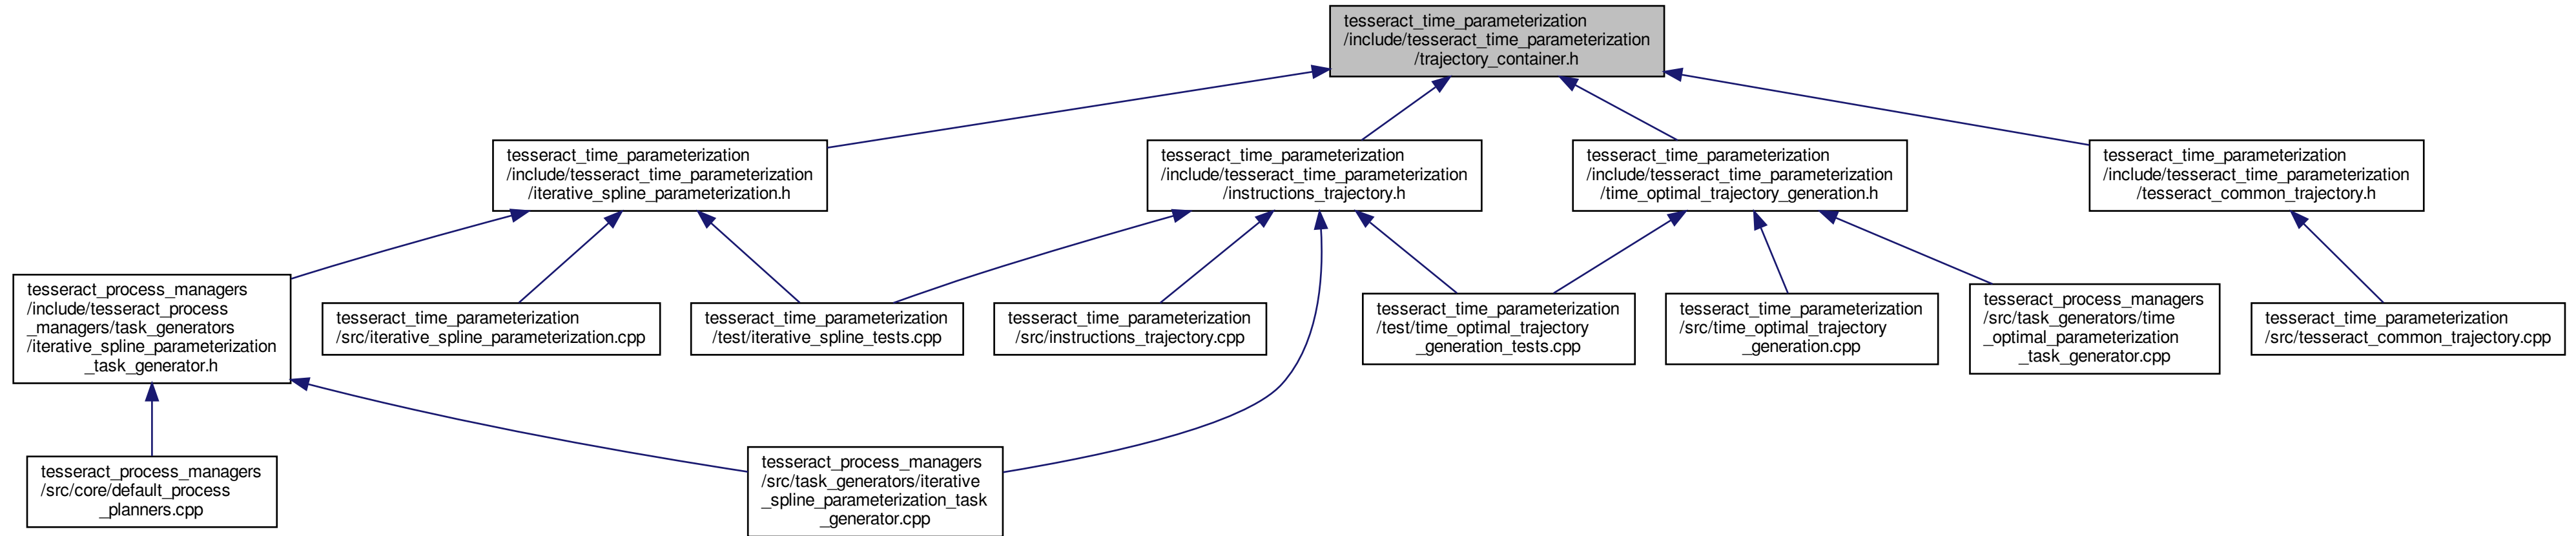 tesseract_time_parameterization
/include/tesseract_time_parameterization
/trajectory_container.h
tesseract_time_parameterization
/include/tesseract_time_parameterization
/iterative_spline_parameterization.h
tesseract_time_parameterization
/include/tesseract_time_parameterization
/instructions_trajectory.h
tesseract_time_parameterization
/include/tesseract_time_parameterization
/time_optimal_trajectory_generation.h
tesseract_time_parameterization
/include/tesseract_time_parameterization
/tesseract_common_trajectory.h
tesseract_process_managers
/include/tesseract_process
_managers/task_generators
/iterative_spline_parameterization
_task_generator.h
tesseract_time_parameterization
/src/iterative_spline_parameterization.cpp
tesseract_time_parameterization
/test/iterative_spline_tests.cpp
tesseract_time_parameterization
/src/instructions_trajectory.cpp
tesseract_time_parameterization
/test/time_optimal_trajectory
_generation_tests.cpp
tesseract_time_parameterization
/src/time_optimal_trajectory
_generation.cpp
tesseract_process_managers
/src/task_generators/time
_optimal_parameterization
_task_generator.cpp
tesseract_time_parameterization
/src/tesseract_common_trajectory.cpp
tesseract_process_managers
/src/core/default_process
_planners.cpp
tesseract_process_managers
/src/task_generators/iterative
_spline_parameterization_task
_generator.cpp